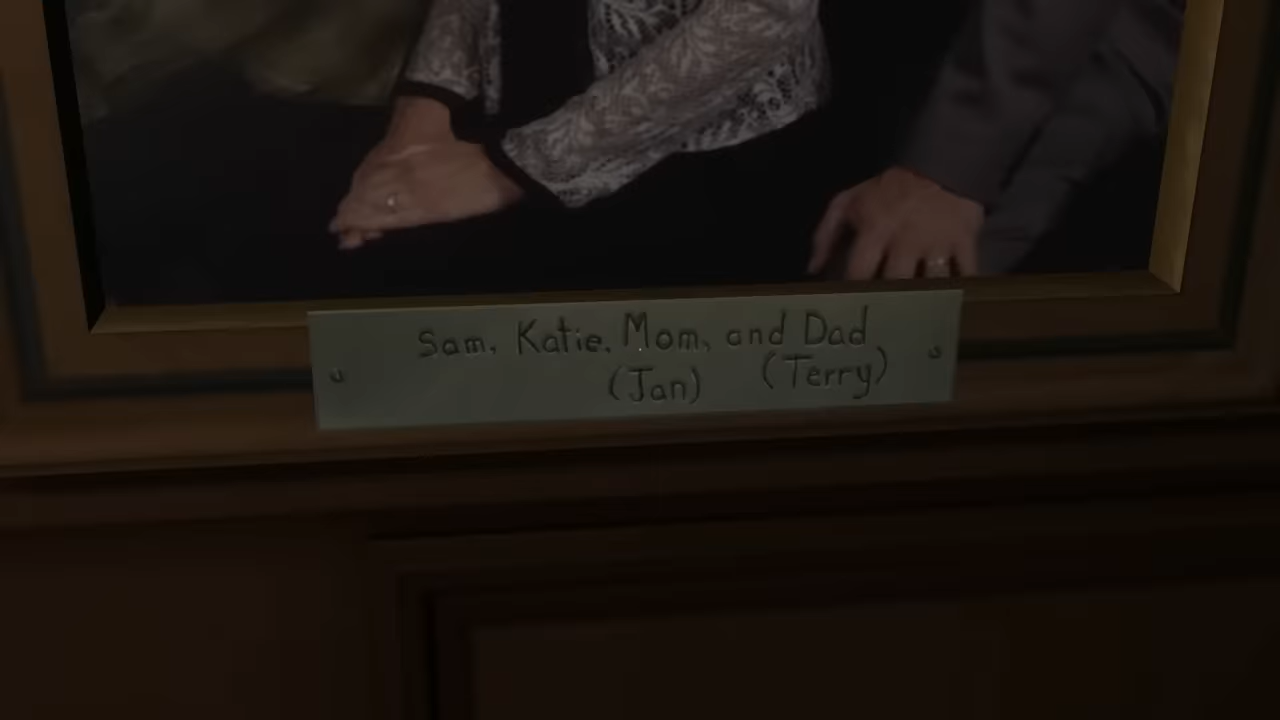 Sam, Katie, Mom, and Dad
(Jan) (Terry)